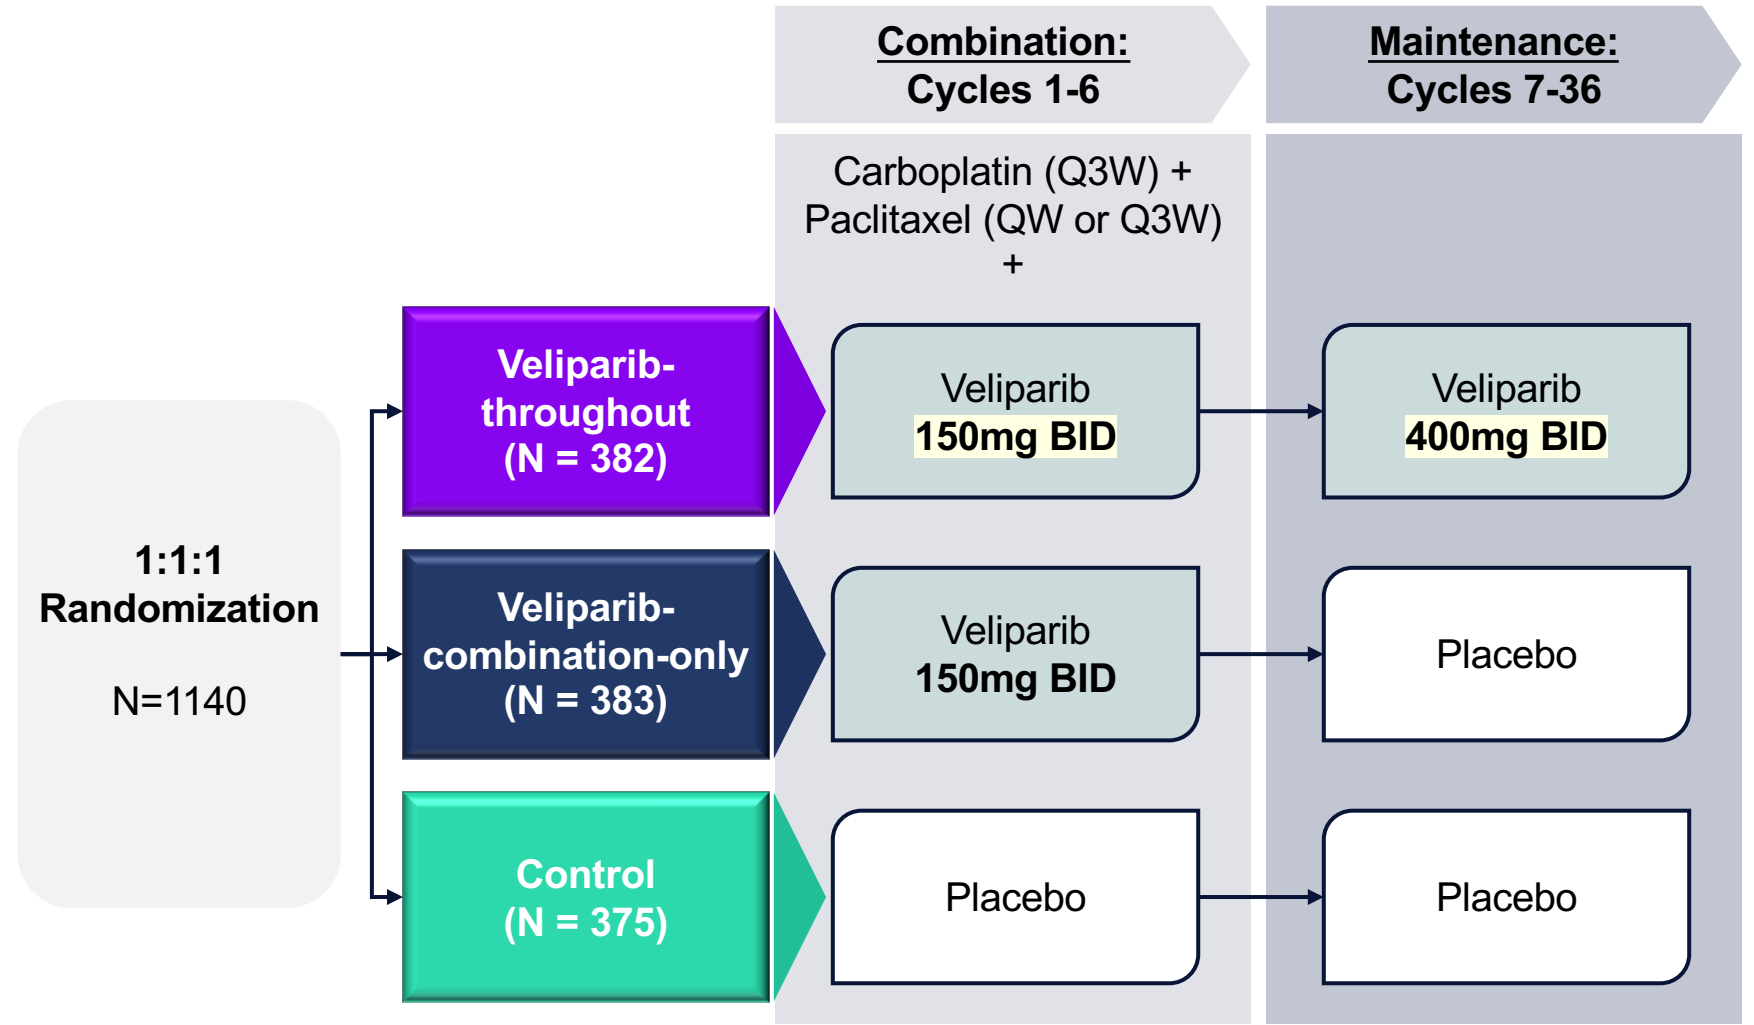 Combination:
Cycles 1-6
Maintenance:
Cycles 7-36
Carboplatin (Q3W) +
Paclitaxel (QW or Q3W)
+
1:1:1
Randomization
N=1140
Veliparib-
throughout
(N = 382)
Veliparib
150mg BID
Veliparib
400mg BID
Veliparib-
combination-only
(N = 383)
Veliparib
150mg BID
Placebo
Control
(N = 375)
Placebo
Placebo